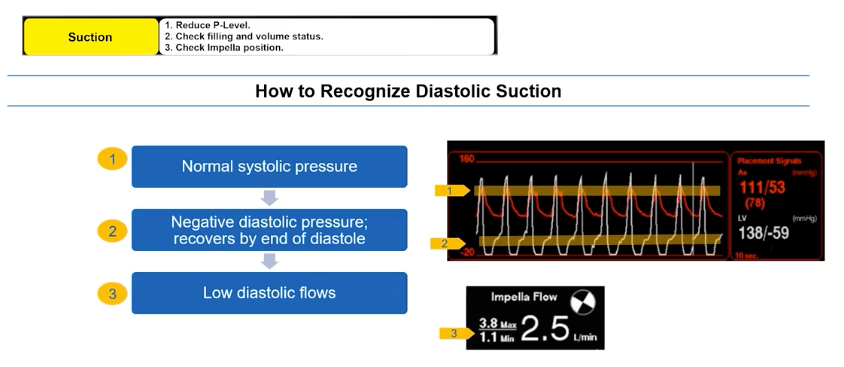 Suction
1. Reduce P-Level.
2. Check filling and volume status.
3. Check Impella position.
How to Recognize Diastolic Suction
1
Normal systolic pressure
2
Negative diastolic pressure;
recovers by end of diastole
3
Low diastolic flows
160
-20
1
2
Placement Signals
Ao (mmHg)
111/53
(78)
LV (mmHg)
138/-59
10 sec.
Impella Flow
3.8 Max
1.1 Min
2.5 L/min
3